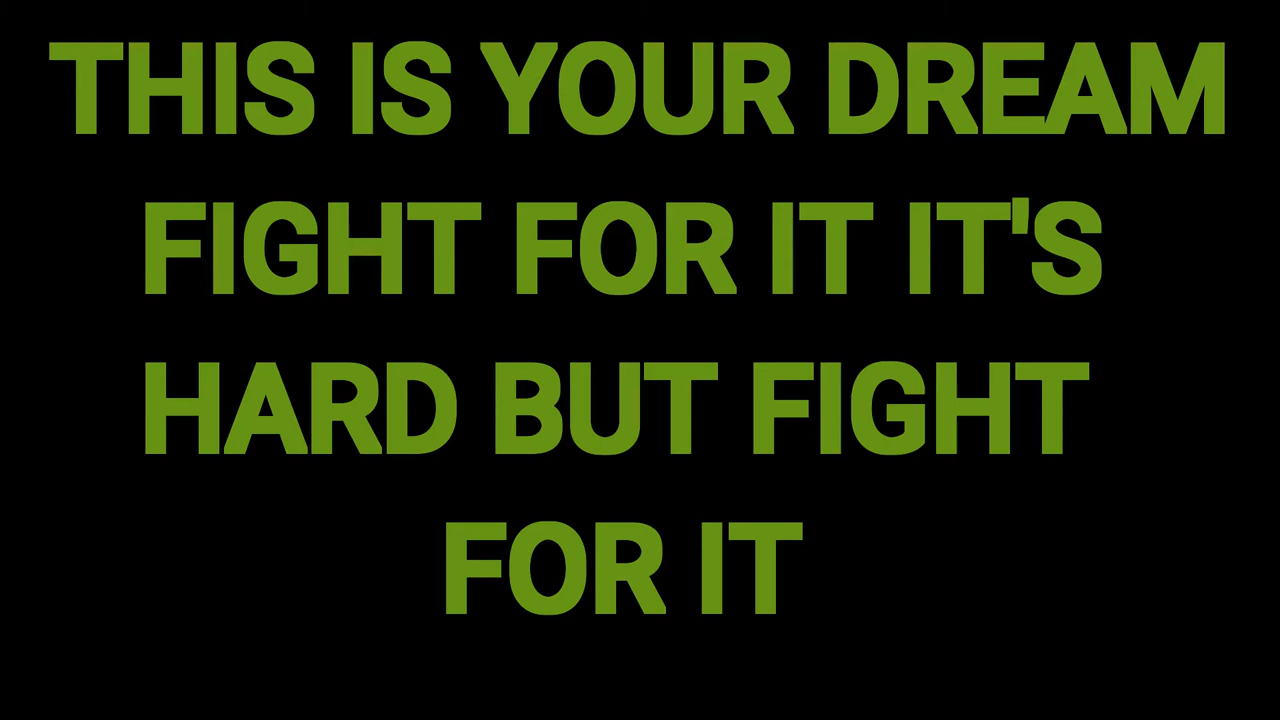 THIS IS YOUR DREAM
FIGHT FOR IT IT'S
HARD BUT FIGHT
FOR IT